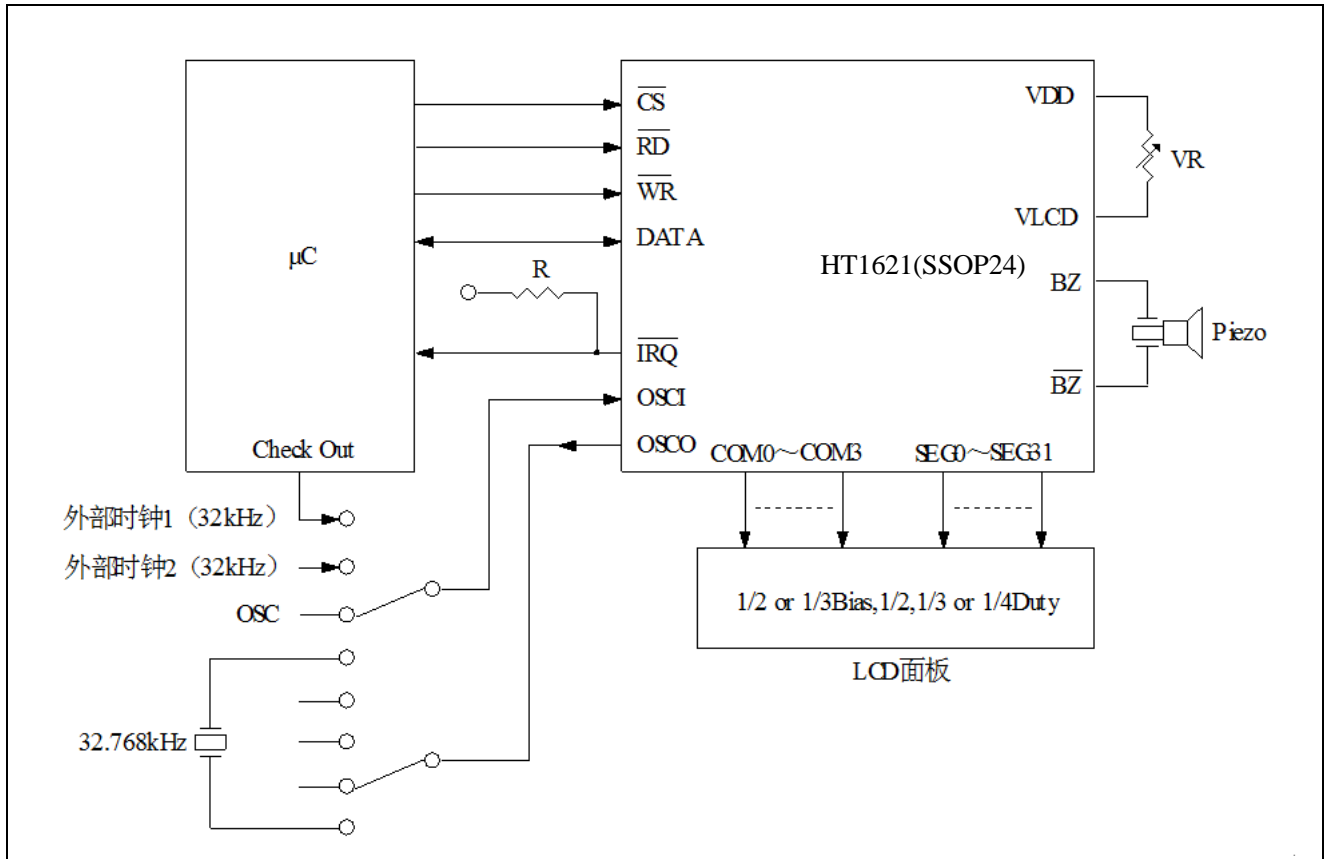 μC
Check Out
CS
RD
WR
DATA
R
IRQ
OSCI
OSCO
HT1621(SSOP24)
VDD
VR
VLCD
BZ
Piezo
BZ
COM0～COM3
SEG0～SEG31
外部时钟1（32kHz）
外部时钟2（32kHz）
OSC
32.768kHz
1/2 or 1/3Bias,1/2,1/3 or 1/4Duty
LCD面板